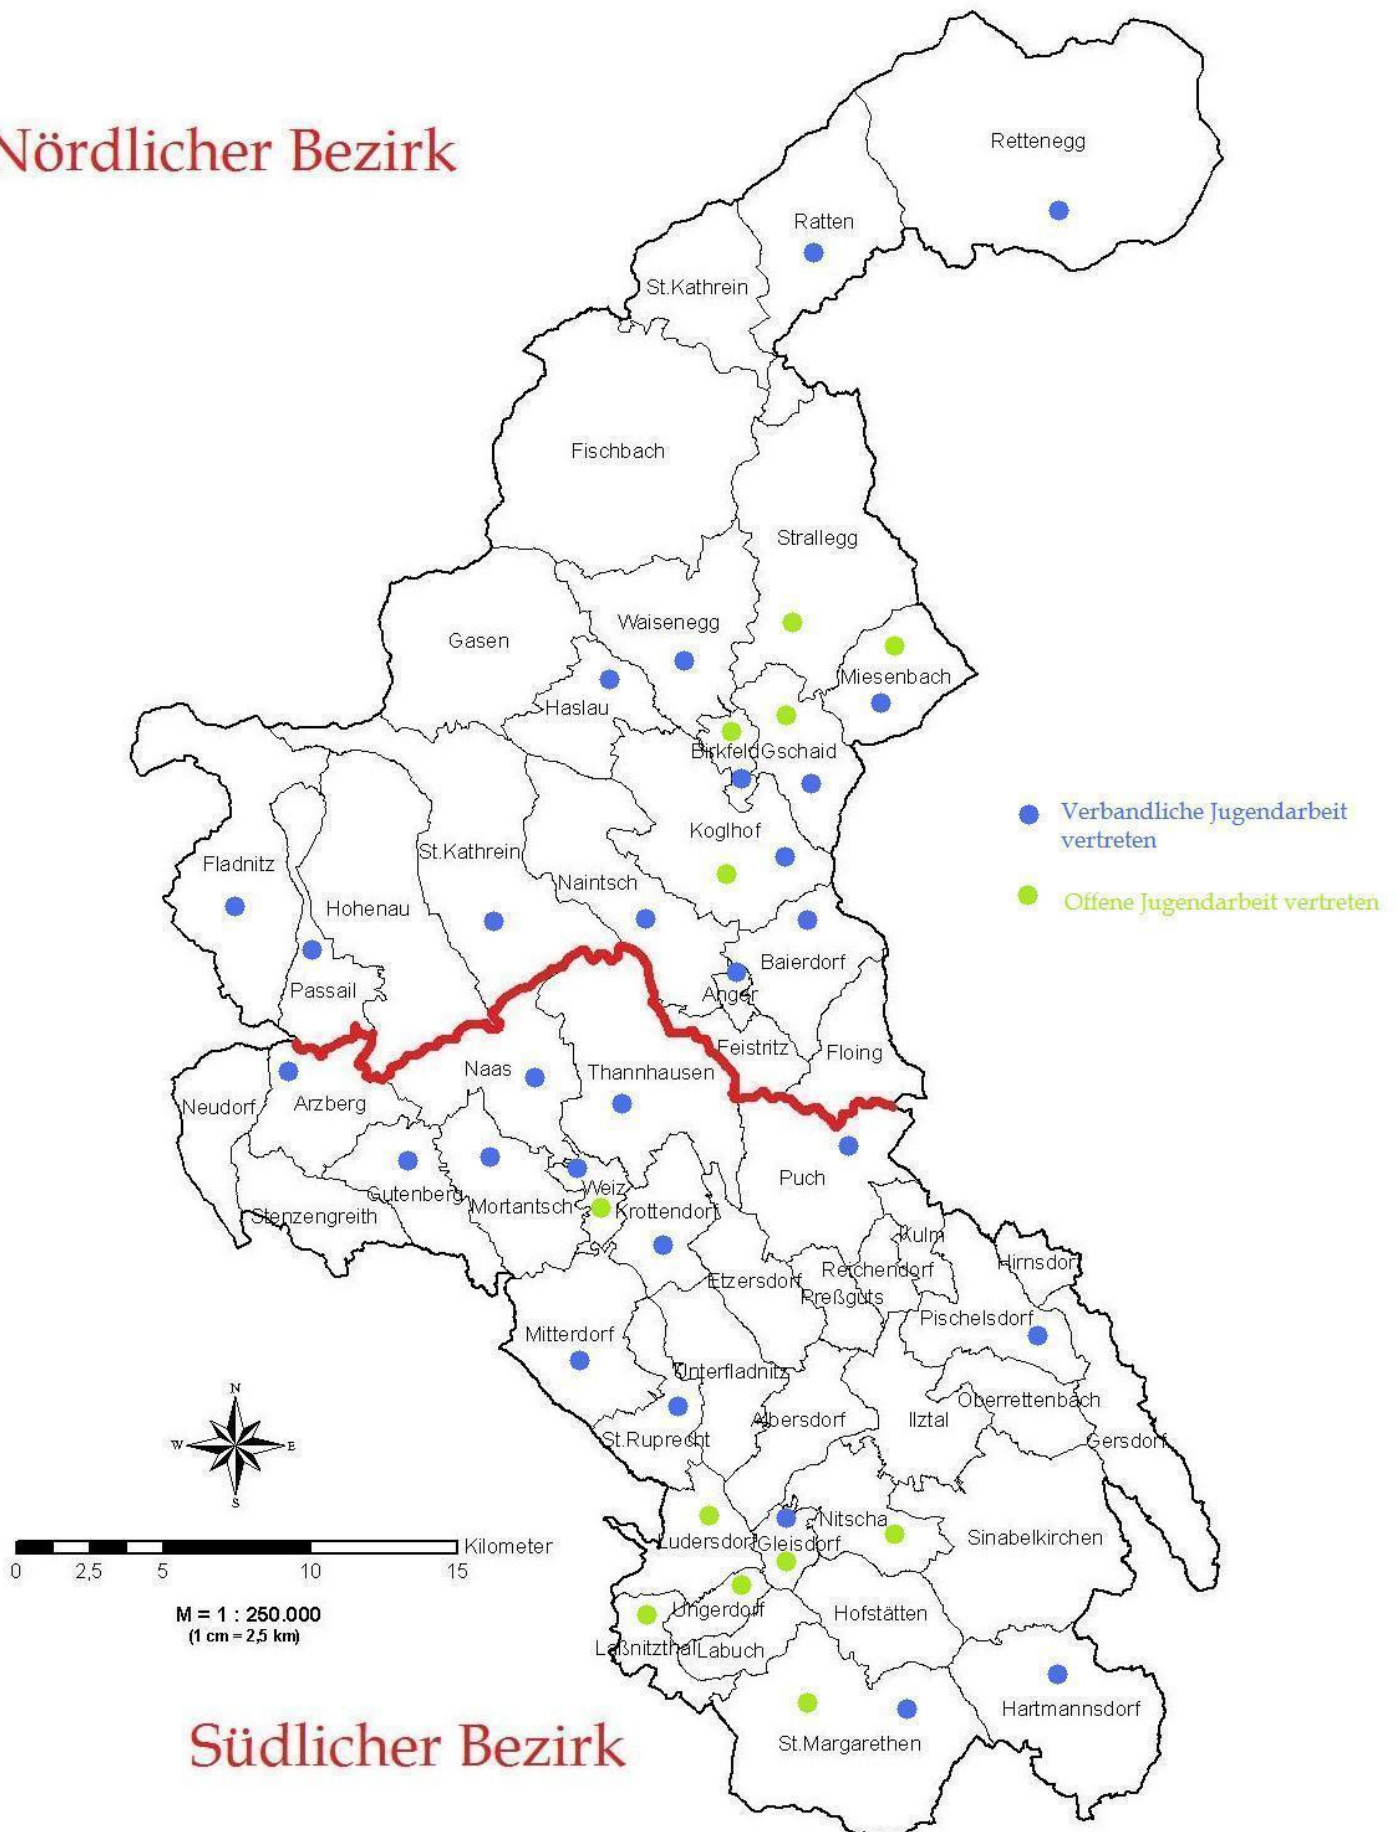 Nördlicher Bezirk
Rettenegg
Ratten
St.Kathrein
Fischbach
Strallegg
Waisenegg
Gasen
Miesenbach
Haslau
Birkfeld
Gschaid
Verbandliche Jugendarbeit
vertreten
Koglhof
St.Kathrein
Fladnitz
Naintsch
Offene Jugendarbeit vertreten
Hohenau
Baierdorf
Passail
Anger
Feistritz
Floing
Naas
Thannhausen
Neudorf
Arzberg
Puch
Weiz
Gutenberg
Mortantsch
Krottendorf
Stenzengreith
Kulm
Hirnsdorf
Reichendorf
Etzersdorf
Preßguts
Pischelsdorf
Mitterdorf
Unterfladnitz
N
Oberrettenbach
Albersdorf
Ilztal
W
E
St.Ruprecht
Gersdorf
S
Nitscha
Sinabelkirchen
Ludersdorf
Gleisdorf
Kilometer
0 2,5 5 10 15
Ungerdorf
Hofstätten
M = 1 : 250.000
(1 cm = 2,5 km)
Laßnitzthal
Labuch
Hartmannsdorf
Südlicher Bezirk
St.Margarethen